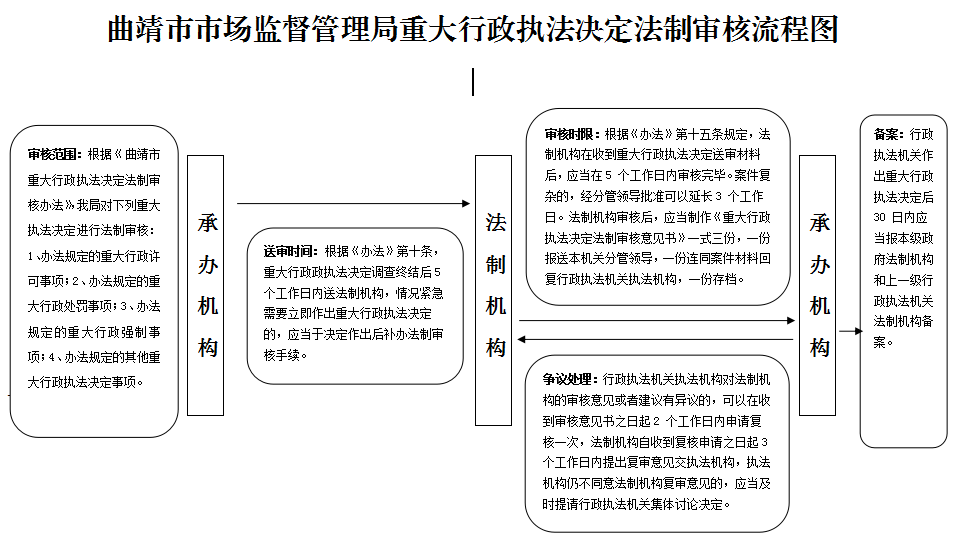 曲靖市市场监督管理局重大行政执法决定法制审核流程图
审核范围：根据《曲靖市
重大行政执法决定法制审
核办法》，我局对下列重大
执法决定进行法制审核：
1、办法规定的重大行政许
可事项；2、办法规定的重
大行政处罚事项；3、办法
规定的重大行政强制事
项；4、办法规定的其他重
大行政执法决定事项。
承办机构
送审时间：根据《办法》第十条，
重大行政政执法决定调查终结后5
个工作日内送法制机构，情况紧急
需要立即作出重大行政执法决定
的，应当于决定作出后补办法制审
核手续。
法制机构
审核时限：根据《办法》第十五条规定，法
制机构在收到重大行政执法决定送审材料
后，应当在 5 个工作日内审核完毕。案件复
杂的，经分管领导批准可以延长 3 个工作
日。法制机构审核后，应当制作《重大行政
执法决定法制审核意见书》一式三份，一份
报送本机关分管领导，一份连同案件材料回
复行政执法机关执法机构，一份存档。
争议处理：行政执法机关执法机构对法制机
构的审核意见或者建议有异议的，可以在收
到审核意见书之日起 2 个工作日内申请复
核一次，法制机构自收到复核申请之日起 3
个工作日内提出复审意见交执法机构，执法
机构仍不同意法制机构复审意见的，应当及
时提请行政执法机关集体讨论决定。
承办机构
备案：行政
执法机关作
出重大行政
执法决定后
30 日内应
当报本级政
府法制机构
和上一级行
政执法机关
法制机构备
案。